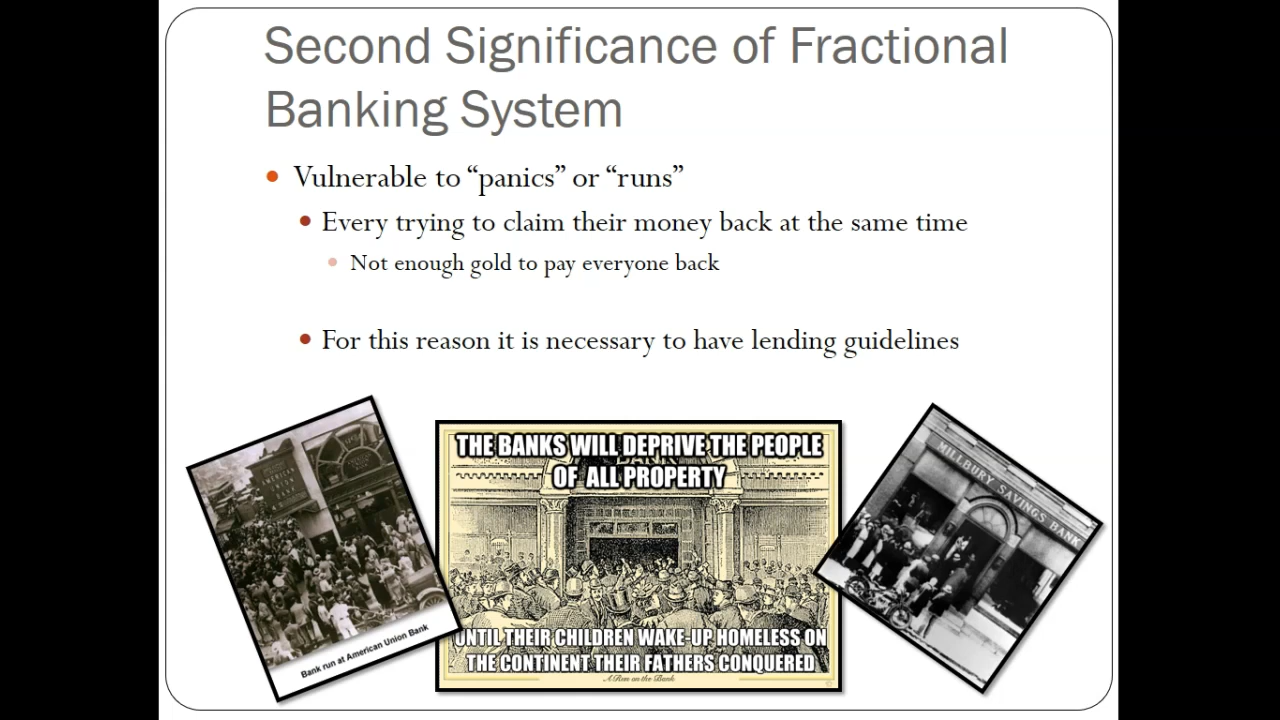 Second Significance of Fractional
Banking System
Vulnerable to “panics” or “runs”
Every trying to claim their money back at the same time
Not enough gold to pay everyone back
For this reason it is necessary to have lending guidelines
THE BANKS WILL DEPRIVE THE PEOPLE
OF ALL PROPERTY
UNTIL THEIR CHILDREN WAKE-UP HOMELESS ON
THE CONTINENT THEIR FATHERS CONQUERED
A Run on the Bank
Bank run at American Union Bank
MILLBURY SAVINGS BANK